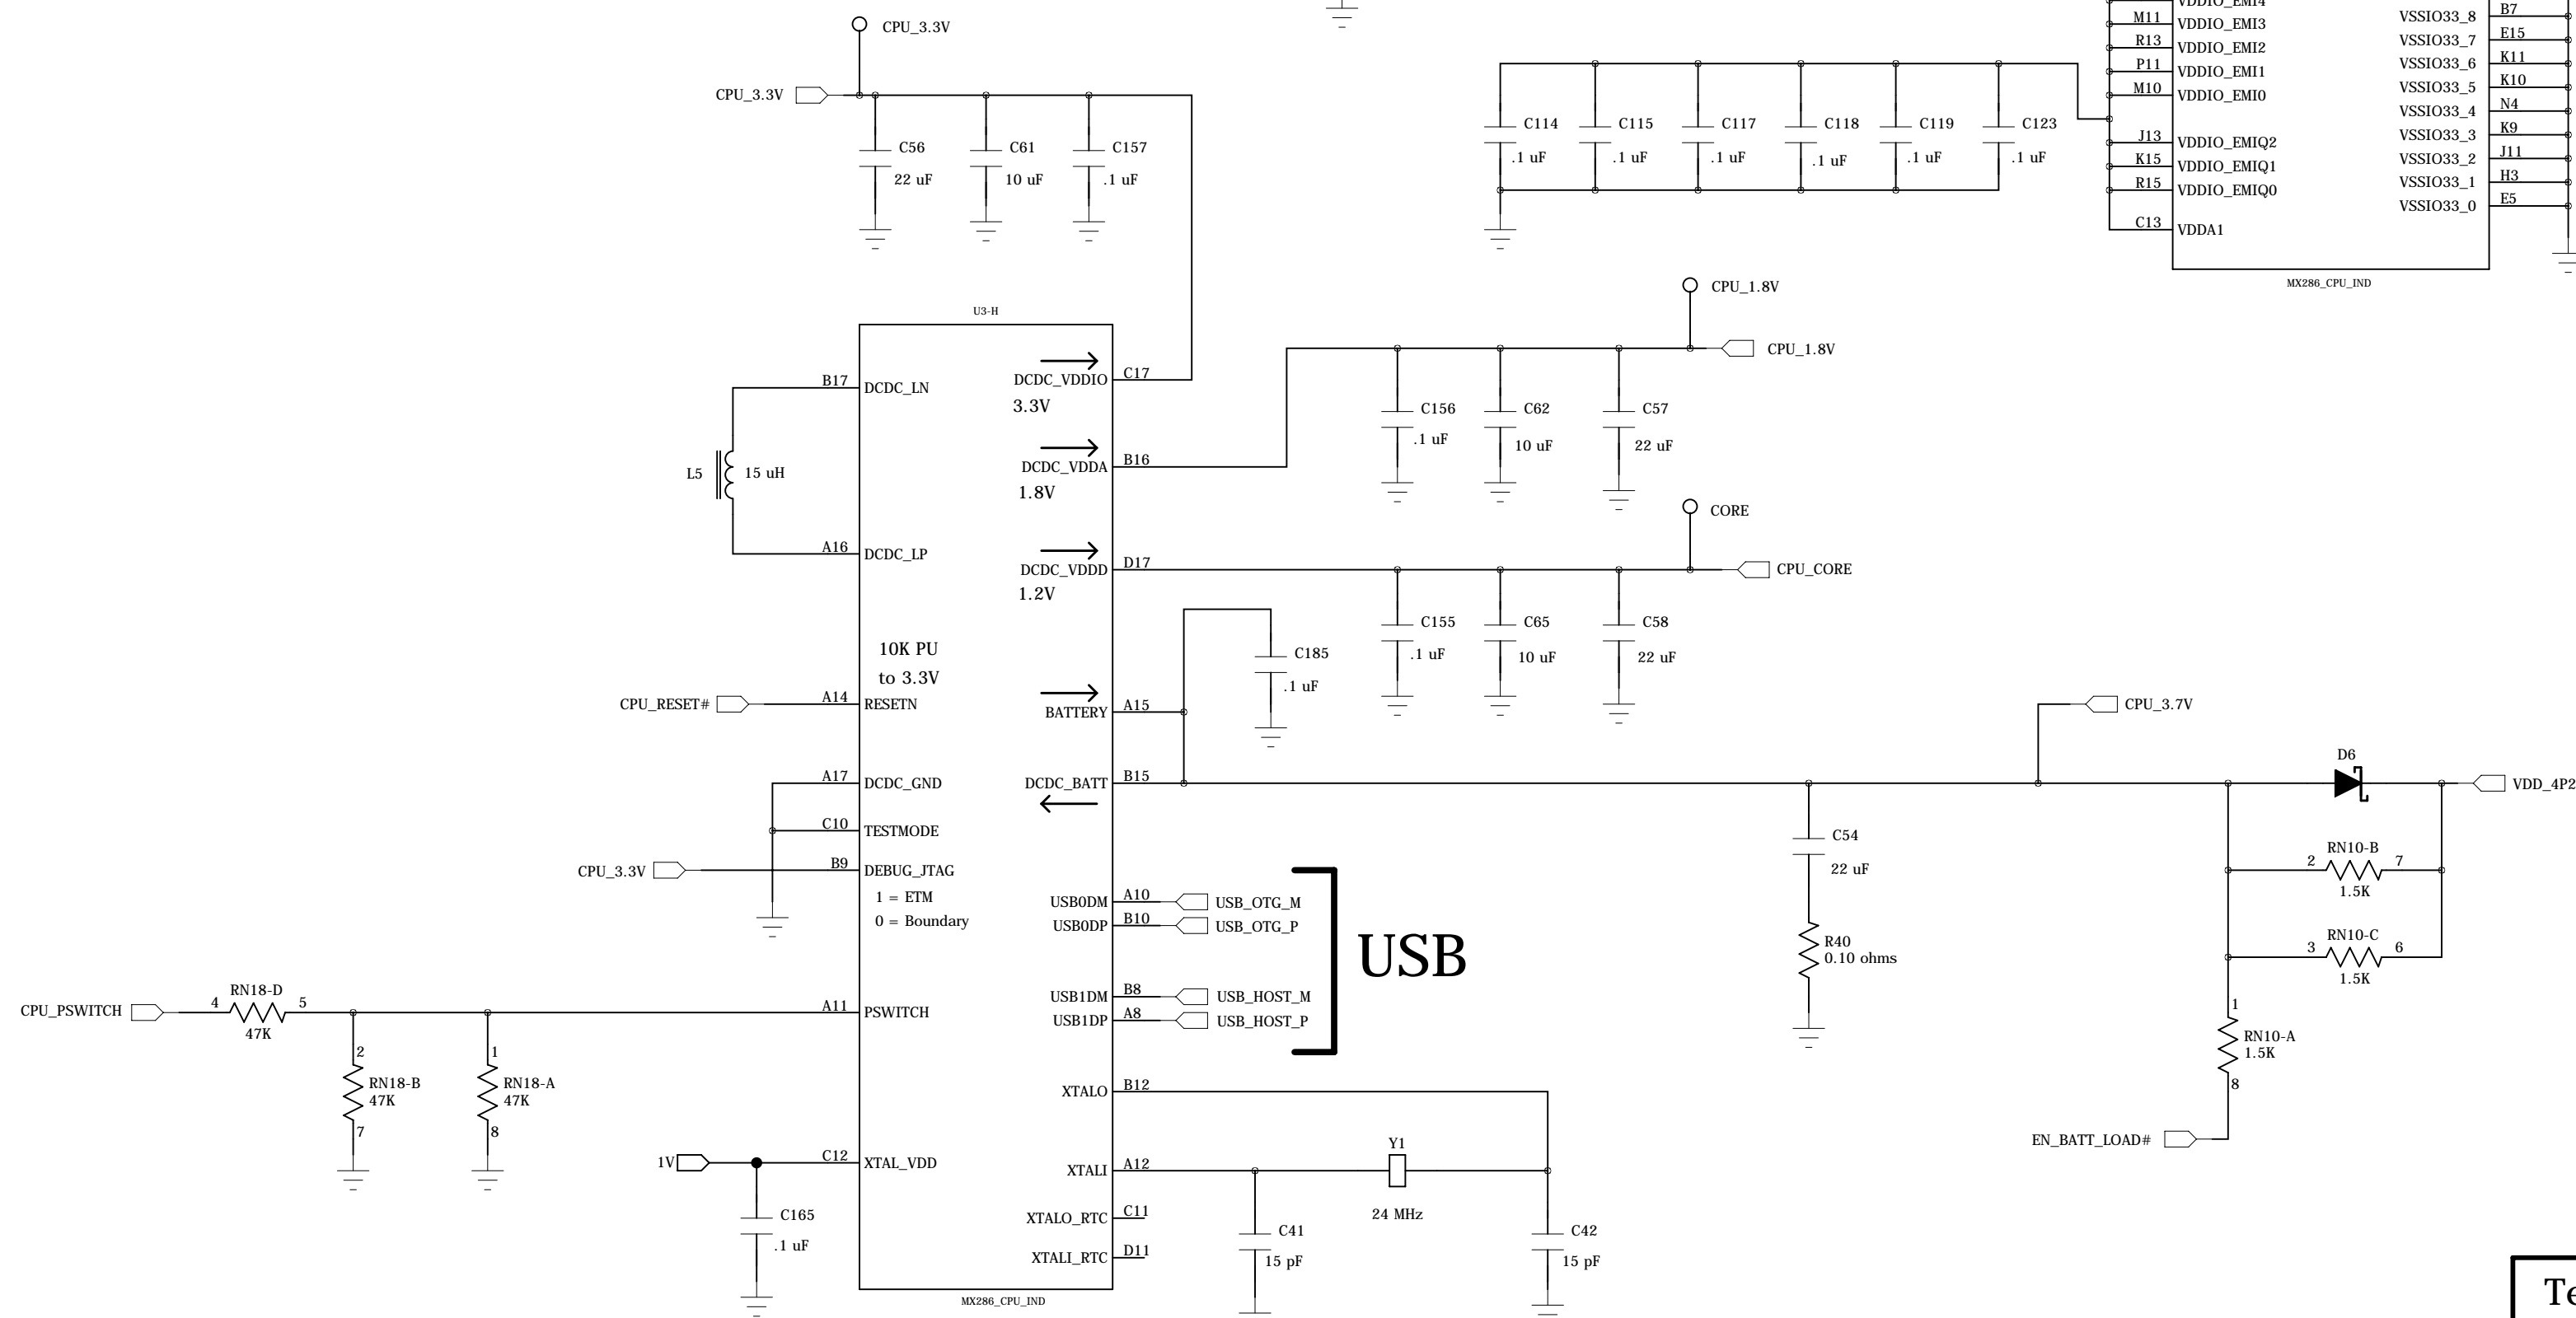 CPU_3.3V
CPU_3.3V
C56
22 uF
C61
10 uF
C157
.1 uF
C114
.1 uF
C115
.1 uF
C117
.1 uF
C118
.1 uF
C119
.1 uF
C123
.1 uF
VDDIO_EMI4
M11 VDDIO_EMI3
R13 VDDIO_EMI2
P11 VDDIO_EMI1
M10 VDDIO_EMI0
J13 VDDIO_EMIQ2
K15 VDDIO_EMIQ1
R15 VDDIO_EMIQ0
C13 VDDA1
VSSIO33_8 B7
VSSIO33_7 E15
VSSIO33_6 K11
VSSIO33_5 K10
VSSIO33_4 N4
VSSIO33_3 K9
VSSIO33_2 J11
VSSIO33_1 H3
VSSIO33_0 E5
MX286_CPU_IND
U3-H
B17 DCDC_LN
L5 15 uH
A16 DCDC_LP
10K PU
to 3.3V
CPU_RESET# A14 RESETN
A17 DCDC_GND
C10 TESTMODE
CPU_3.3V B9 DEBUG_JTAG
1 = ETM
0 = Boundary
CPU_PSWITCH
4 RN18-D 5
47K
A11 PSWITCH
2
RN18-B
47K
7
1
RN18-A
47K
8
1V C12 XTAL_VDD
C165
.1 uF
DCDC_VDDIO C17
3.3V
DCDC_VDDA B16
1.8V
DCDC_VDDD D17
1.2V
BATTERY A15
DCDC_BATT B15
USB0DM A10 USB_OTG_M
USB0DP B10 USB_OTG_P
USB1DM B8 USB_HOST_M
USB1DP A8 USB_HOST_P
USB
XTALO B12
XTALI A12
XTALO_RTC C11
XTALI_RTC D11
MX286_CPU_IND
CPU_1.8V
CPU_1.8V
C156
.1 uF
C62
10 uF
C57
22 uF
CORE
CPU_CORE
C155
.1 uF
C65
10 uF
C58
22 uF
C185
.1 uF
CPU_3.7V
D6
VDD_4P2
C54
22 uF
R40
0.10 ohms
RN10-B
2 7
1.5K
RN10-C
3 6
1.5K
1
RN10-A
1.5K
8
EN_BATT_LOAD#
Y1
24 MHz
C41
15 pF
C42
15 pF